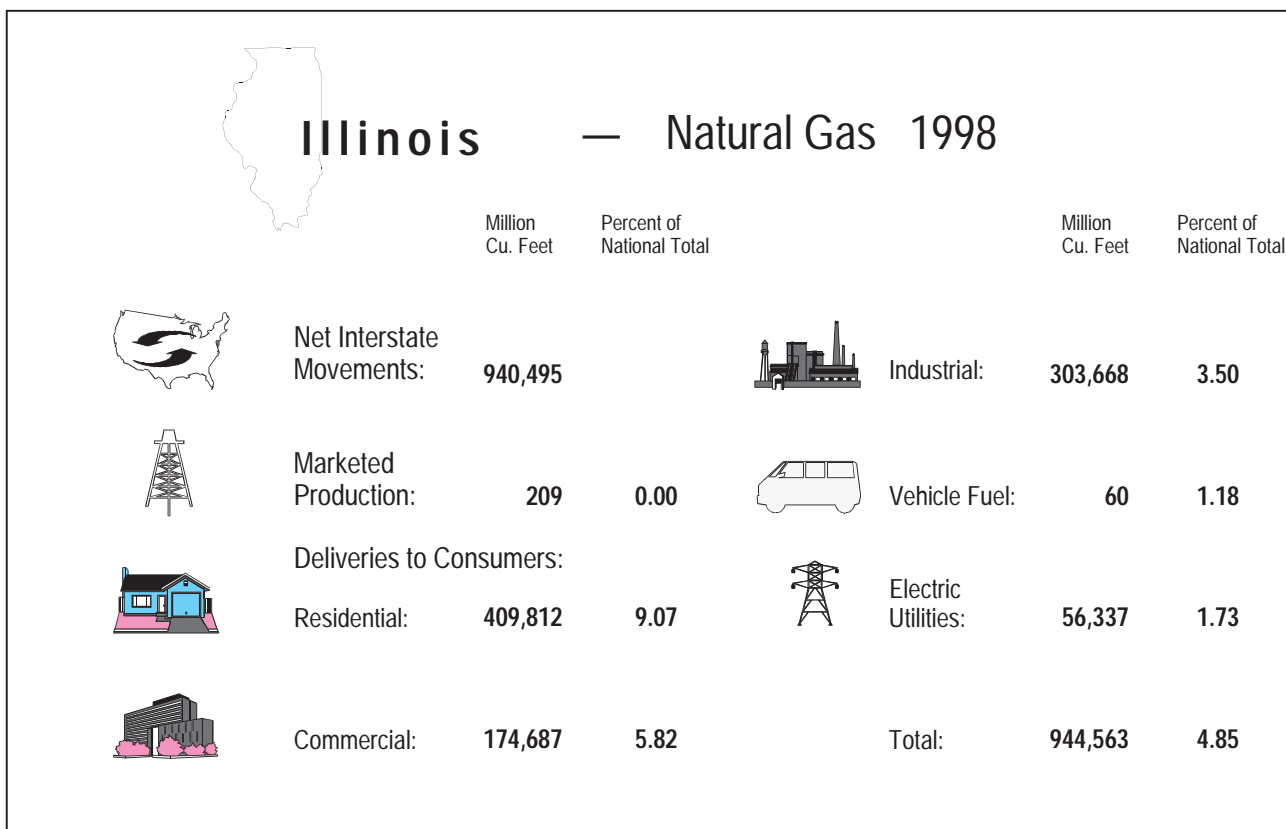 Illinois — Natural Gas 1998
Million Cu. Feet Percent of National Total
Net Interstate
Movements: 940,495
Marketed
Production: 209 0.00
Deliveries to Consumers:
Residential: 409,812 9.07
Commercial: 174,687 5.82
Million Cu. Feet Percent of National Total
Industrial: 303,668 3.50
Vehicle Fuel: 60 1.18
Electric
Utilities: 56,337 1.73
Total: 944,563 4.85